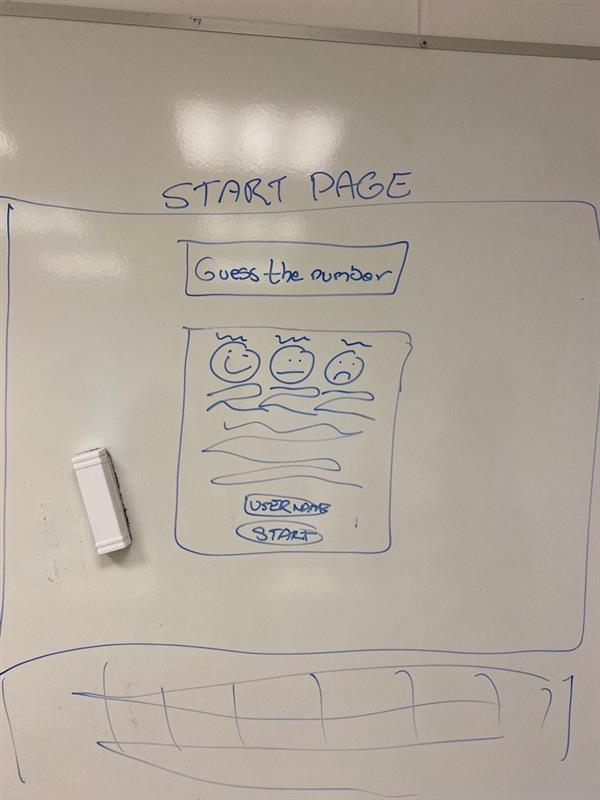 START PAGE
Guess the number
USERNAME
START